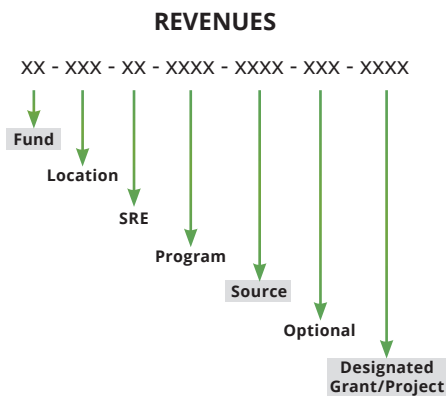 REVENUES
XX - XXX - XX - XXXX - XXXX - XXX - XXXX
Fund
Location
SRE
Program
Source
Optional
Designated
Grant/Project